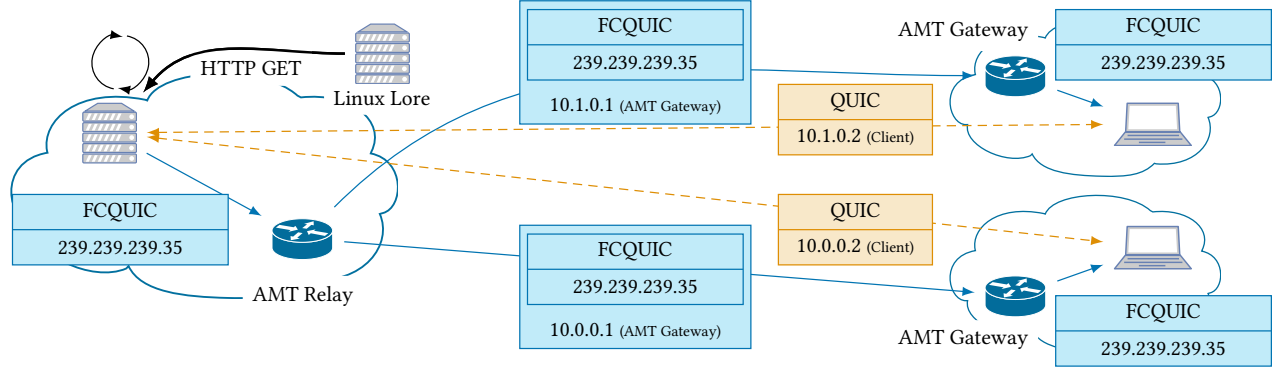 HTTP GET
Linux Lore
FCQUIC
239.239.239.35
AMT Relay
FCQUIC
239.239.239.35
10.1.0.1 (AMT Gateway)
QUIC
10.1.0.2 (Client)
AMT Gateway
FCQUIC
239.239.239.35
FCQUIC
239.239.239.35
10.0.0.1 (AMT Gateway)
QUIC
10.0.0.2 (Client)
AMT Gateway
FCQUIC
239.239.239.35